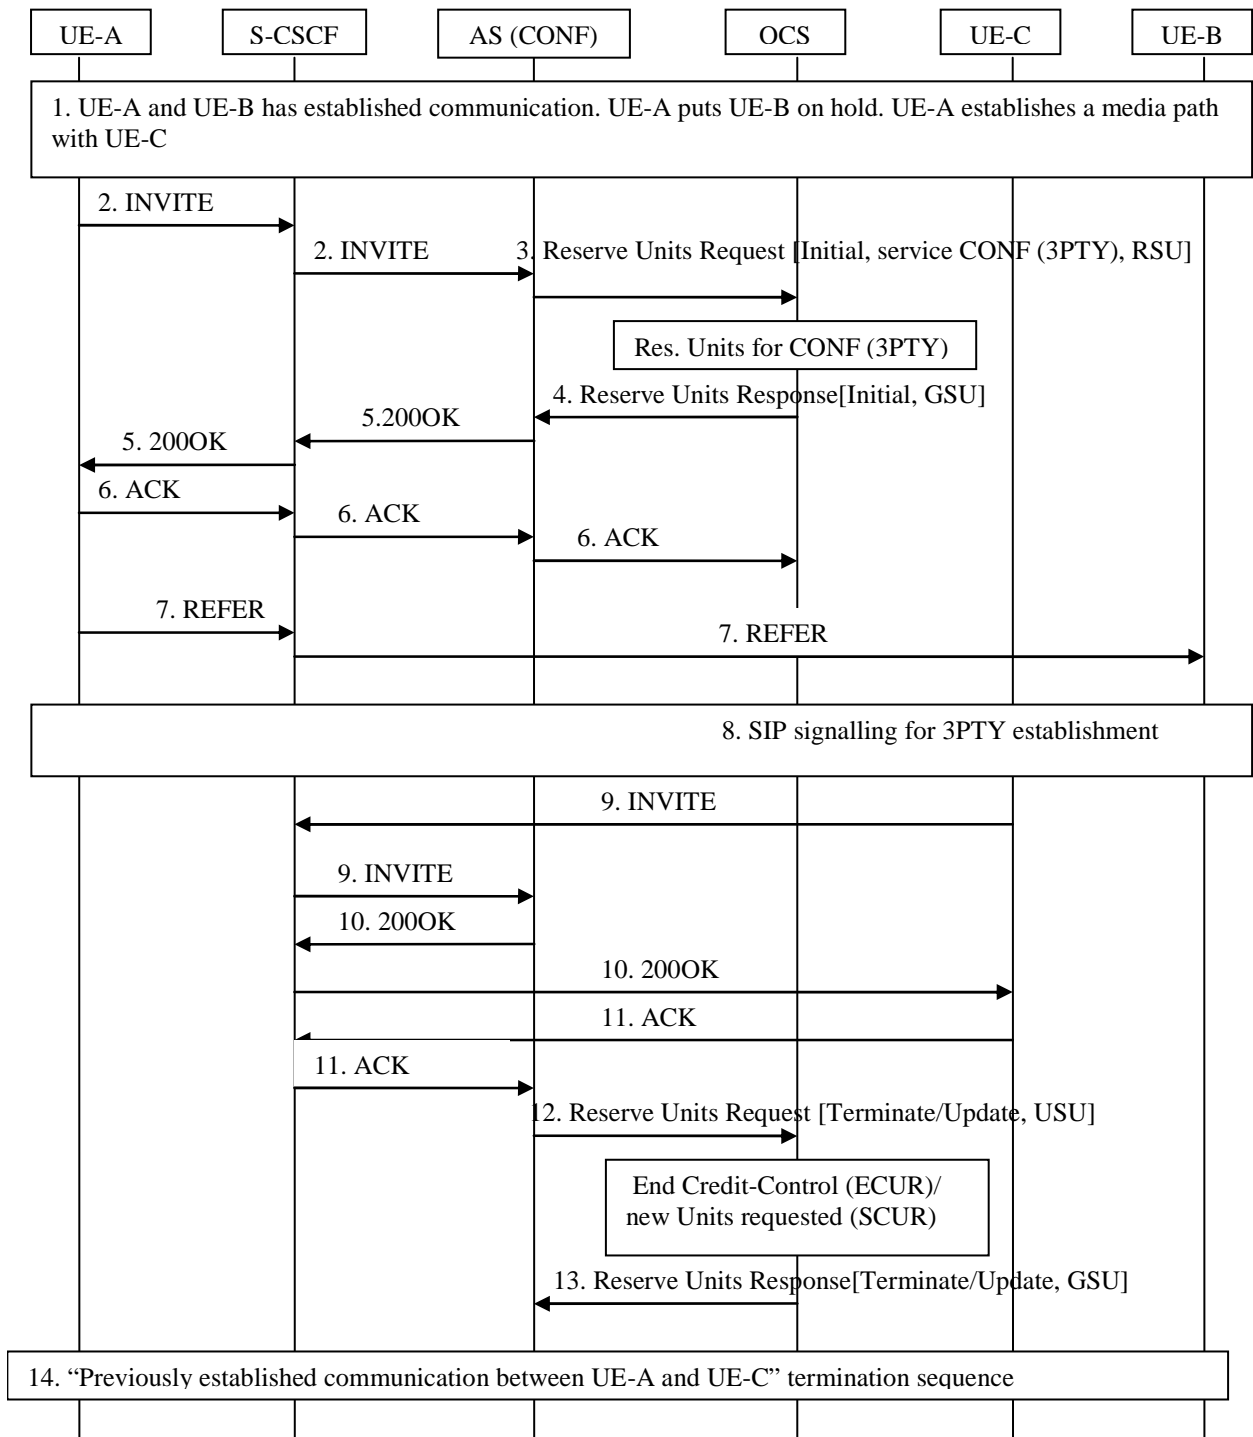 UE-A
S-CSCF
AS (CONF)
OCS
UE-C
UE-B
1. UE-A and UE-B has established communication. UE-A puts UE-B on hold. UE-A establishes a media path
with UE-C
2. INVITE
2. INVITE
3. Reserve Units Request [Initial, service CONF (3PTY), RSU]
Res. Units for CONF (3PTY)
4. Reserve Units Response[Initial, GSU]
5.200OK
5. 200OK
6. ACK
6. ACK
6. ACK
7. REFER
7. REFER
8. SIP signalling for 3PTY establishment
9. INVITE
9. INVITE
10. 200OK
10. 200OK
11. ACK
11. ACK
12. Reserve Units Request [Terminate/Update, USU]
End Credit-Control (ECUR)/
new Units requested (SCUR)
13. Reserve Units Response[Terminate/Update, GSU]
14. “Previously established communication between UE-A and UE-C” termination sequence